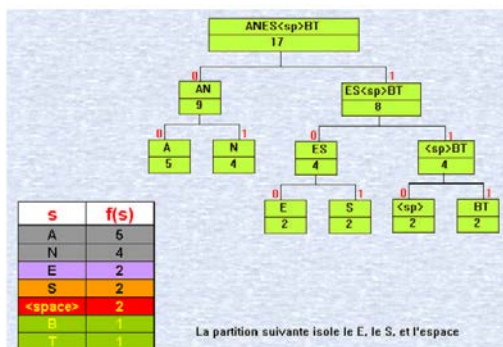 ANES<sp>BT
17
0 1
AN ES<sp>BT
9 8
0 1 0 1
A N ES <sp>BT
5 4 4 4
0 1 0 1
E S <sp> BT
2 2 2 2
s f(s)
A 5
N 4
E 2
S 2
<space> 2
B 1
T 1
La partition suivante isole le E, le S, et l'espace